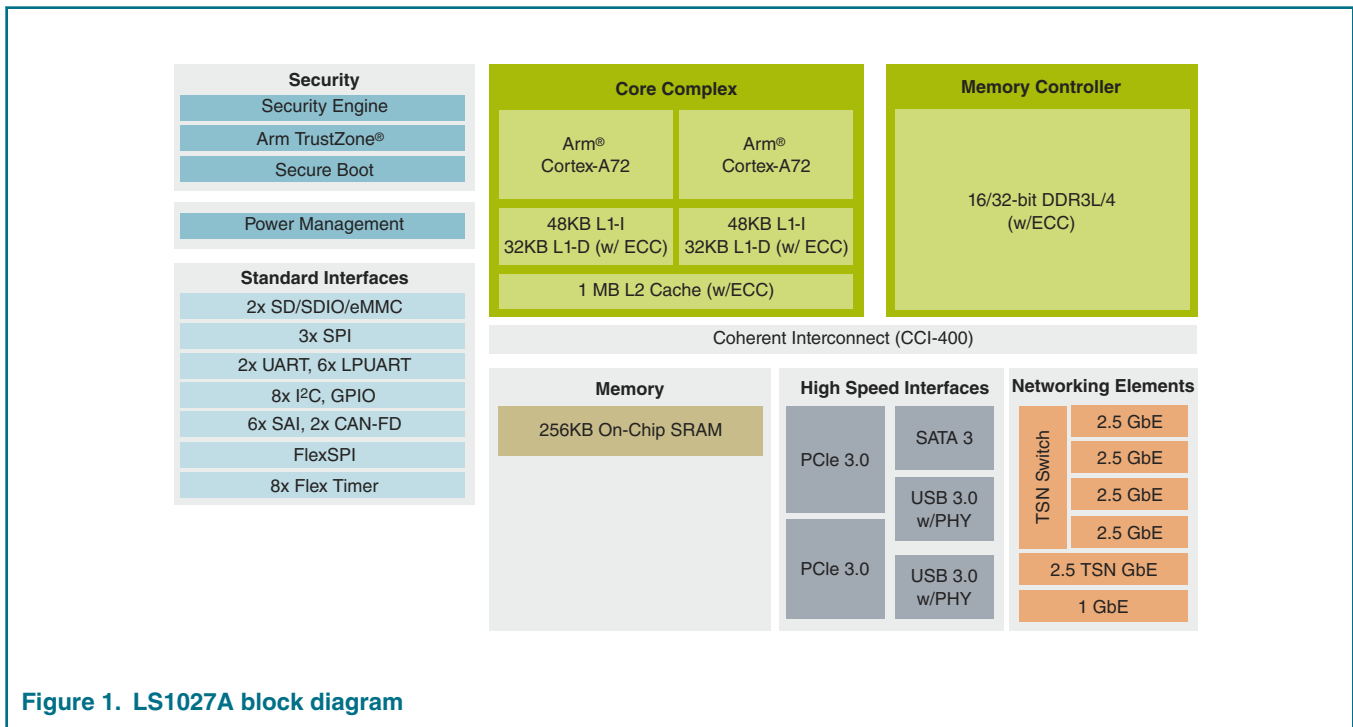 Security
Security Engine
Arm TrustZone®
Secure Boot
Power Management
Standard Interfaces
2x SD/SDIO/eMMC
3x SPI
2x UART, 6x LPUART
8x I²C, GPIO
6x SAI, 2x CAN-FD
FlexSPI
8x Flex Timer
Core Complex
Arm®
Cortex-A72
Arm®
Cortex-A72
48KB L1-I
32KB L1-D (w/ ECC)
48KB L1-I
32KB L1-D (w/ ECC)
1 MB L2 Cache (w/ECC)
Memory Controller
16/32-bit DDR3L/4
(w/ECC)
Coherent Interconnect (CCI-400)
Memory
256KB On-Chip SRAM
High Speed Interfaces
PCIe 3.0
PCIe 3.0
SATA 3
USB 3.0
w/PHY
USB 3.0
w/PHY
Networking Elements
TSN Switch
2.5 GbE
2.5 GbE
2.5 GbE
2.5 GbE
2.5 TSN GbE
1 GbE
Figure 1. LS1027A block diagram